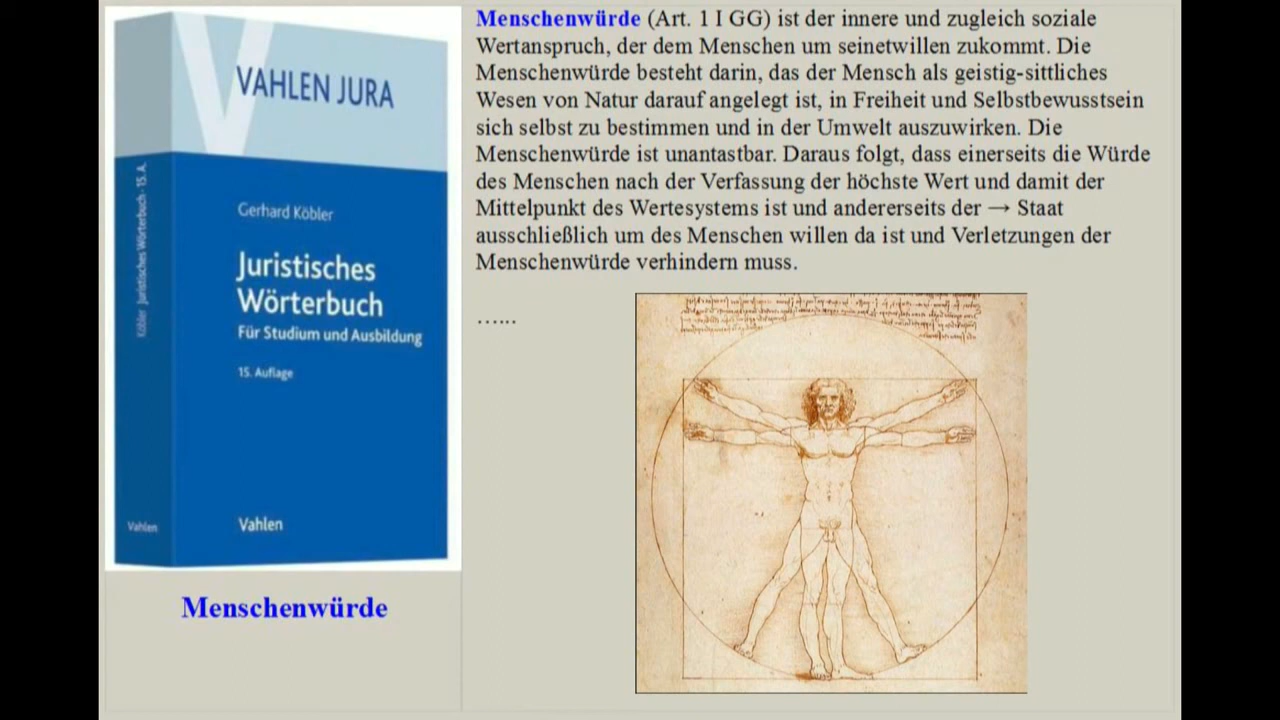 VAHLEN JURA
Gerhard Köbler
Juristisches
Wörterbuch
Für Studium und Ausbildung
15. Auflage
Vahlen
Köbler Juristisches Wörterbuch · 15. A.
Vahlen
Menschenwürde
Menschenwürde (Art. 1 I GG) ist der innere und zugleich soziale
Wertanspruch, der dem Menschen um seinetwillen zukommt. Die
Menschenwürde besteht darin, das der Mensch als geistig-sittliches
Wesen von Natur darauf angelegt ist, in Freiheit und Selbstbewusstsein
sich selbst zu bestimmen und in der Umwelt auszuwirken. Die
Menschenwürde ist unantastbar. Daraus folgt, dass einerseits die Würde
des Menschen nach der Verfassung der höchste Wert und damit der
Mittelpunkt des Wertesystems ist und andererseits der → Staat
ausschließlich um des Menschen willen da ist und Verletzungen der
Menschenwürde verhindern muss.
......